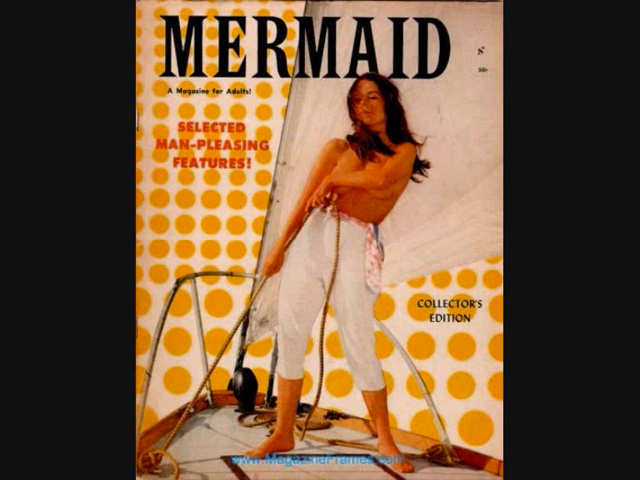 MERMAID
A Magazine for Adults!
50¢
SELECTED
MAN-PLEASING
FEATURES!
COLLECTOR'S
EDITION
www.MagazineFrames.com